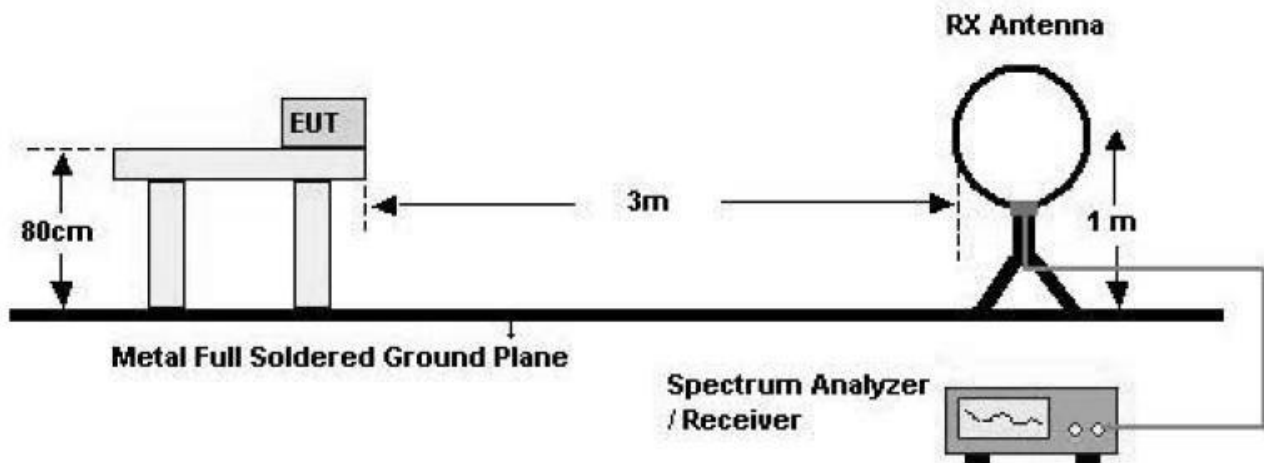 RX Antenna
EUT
80cm
3m
1 m
Metal Full Soldered Ground Plane
Spectrum Analyzer
/ Receiver